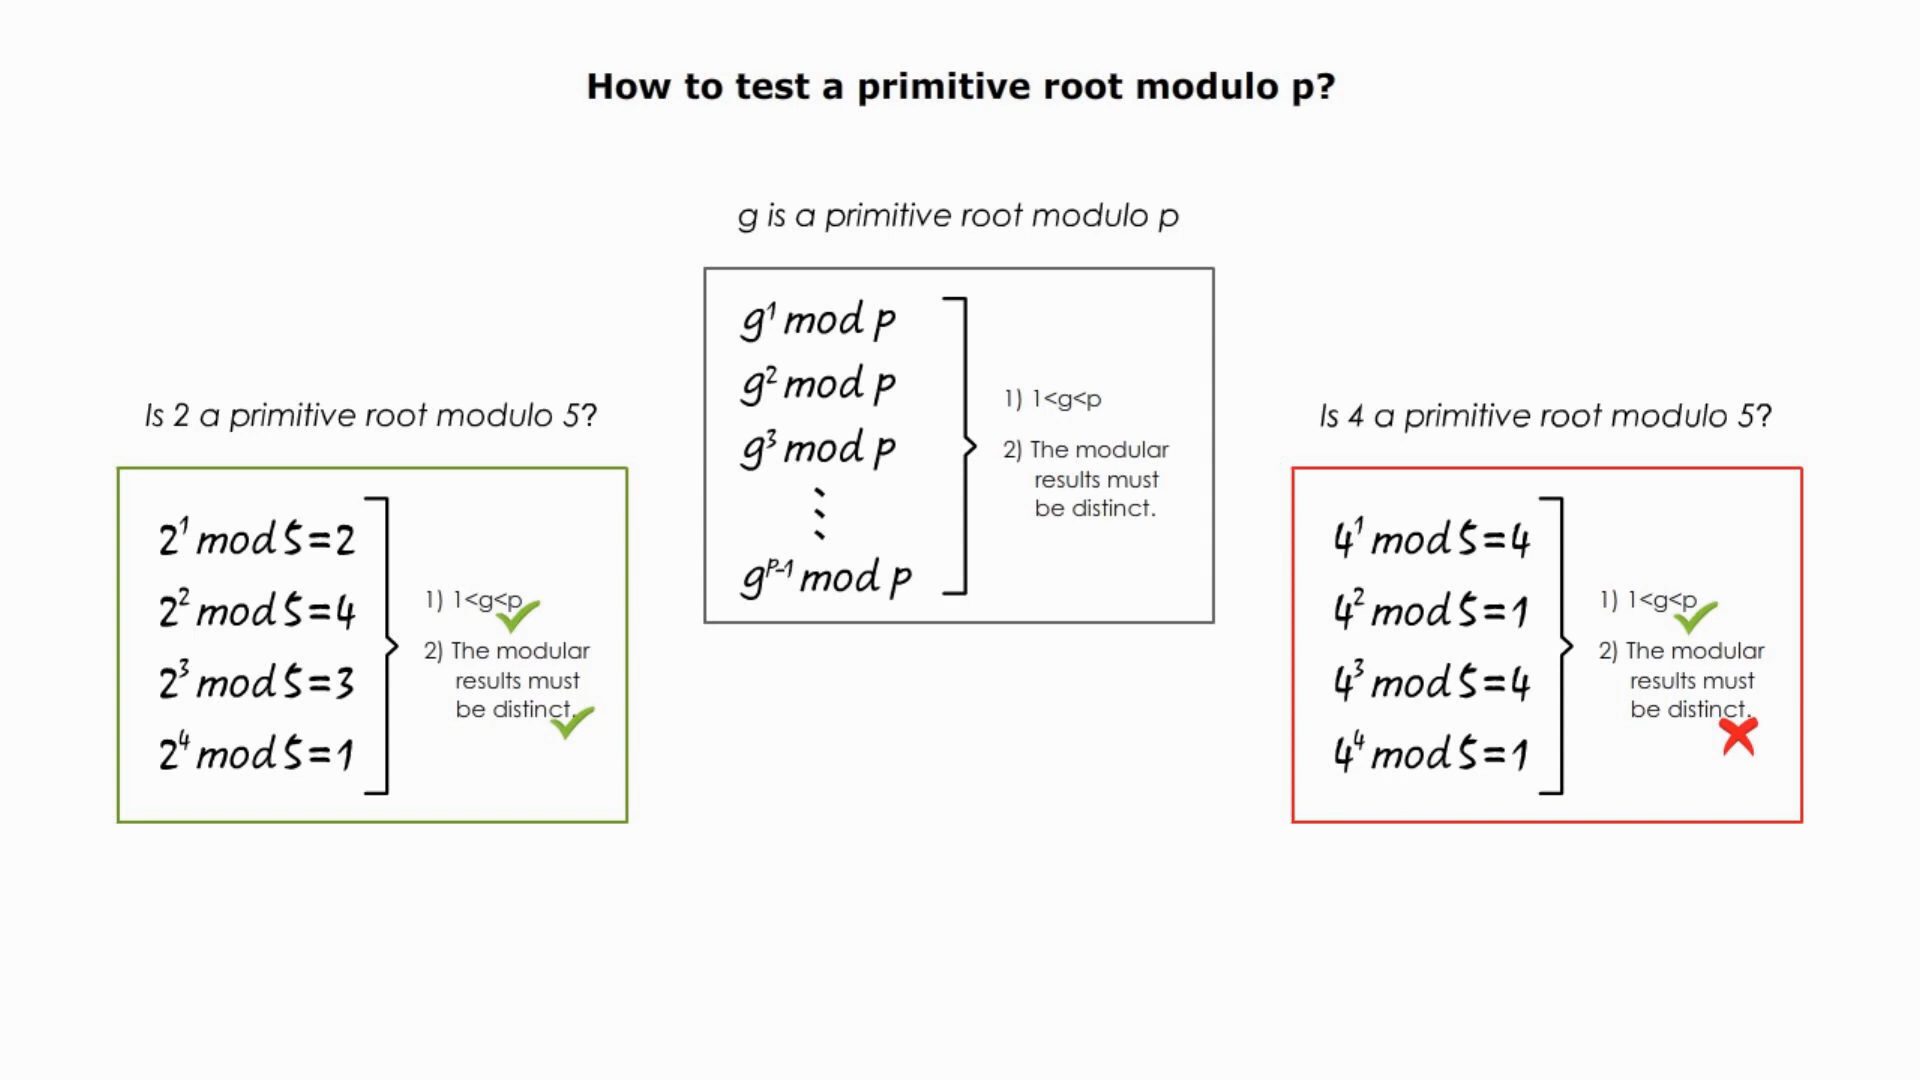 How to test a primitive root modulo p?
g is a primitive root modulo p
g¹ mod p
g² mod p
g³ mod p
⋮
gᵖ⁻¹ mod p
1) 1<g<p
2) The modular
results must
be distinct.
Is 2 a primitive root modulo 5?
2¹ mod 5=2
2² mod 5=4
2³ mod 5=3
2⁴ mod 5=1
1) 1<g<p
2) The modular
results must
be distinct.
Is 4 a primitive root modulo 5?
4¹ mod 5=4
4² mod 5=1
4³ mod 5=4
4⁴ mod 5=1
1) 1<g<p
2) The modular
results must
be distinct.